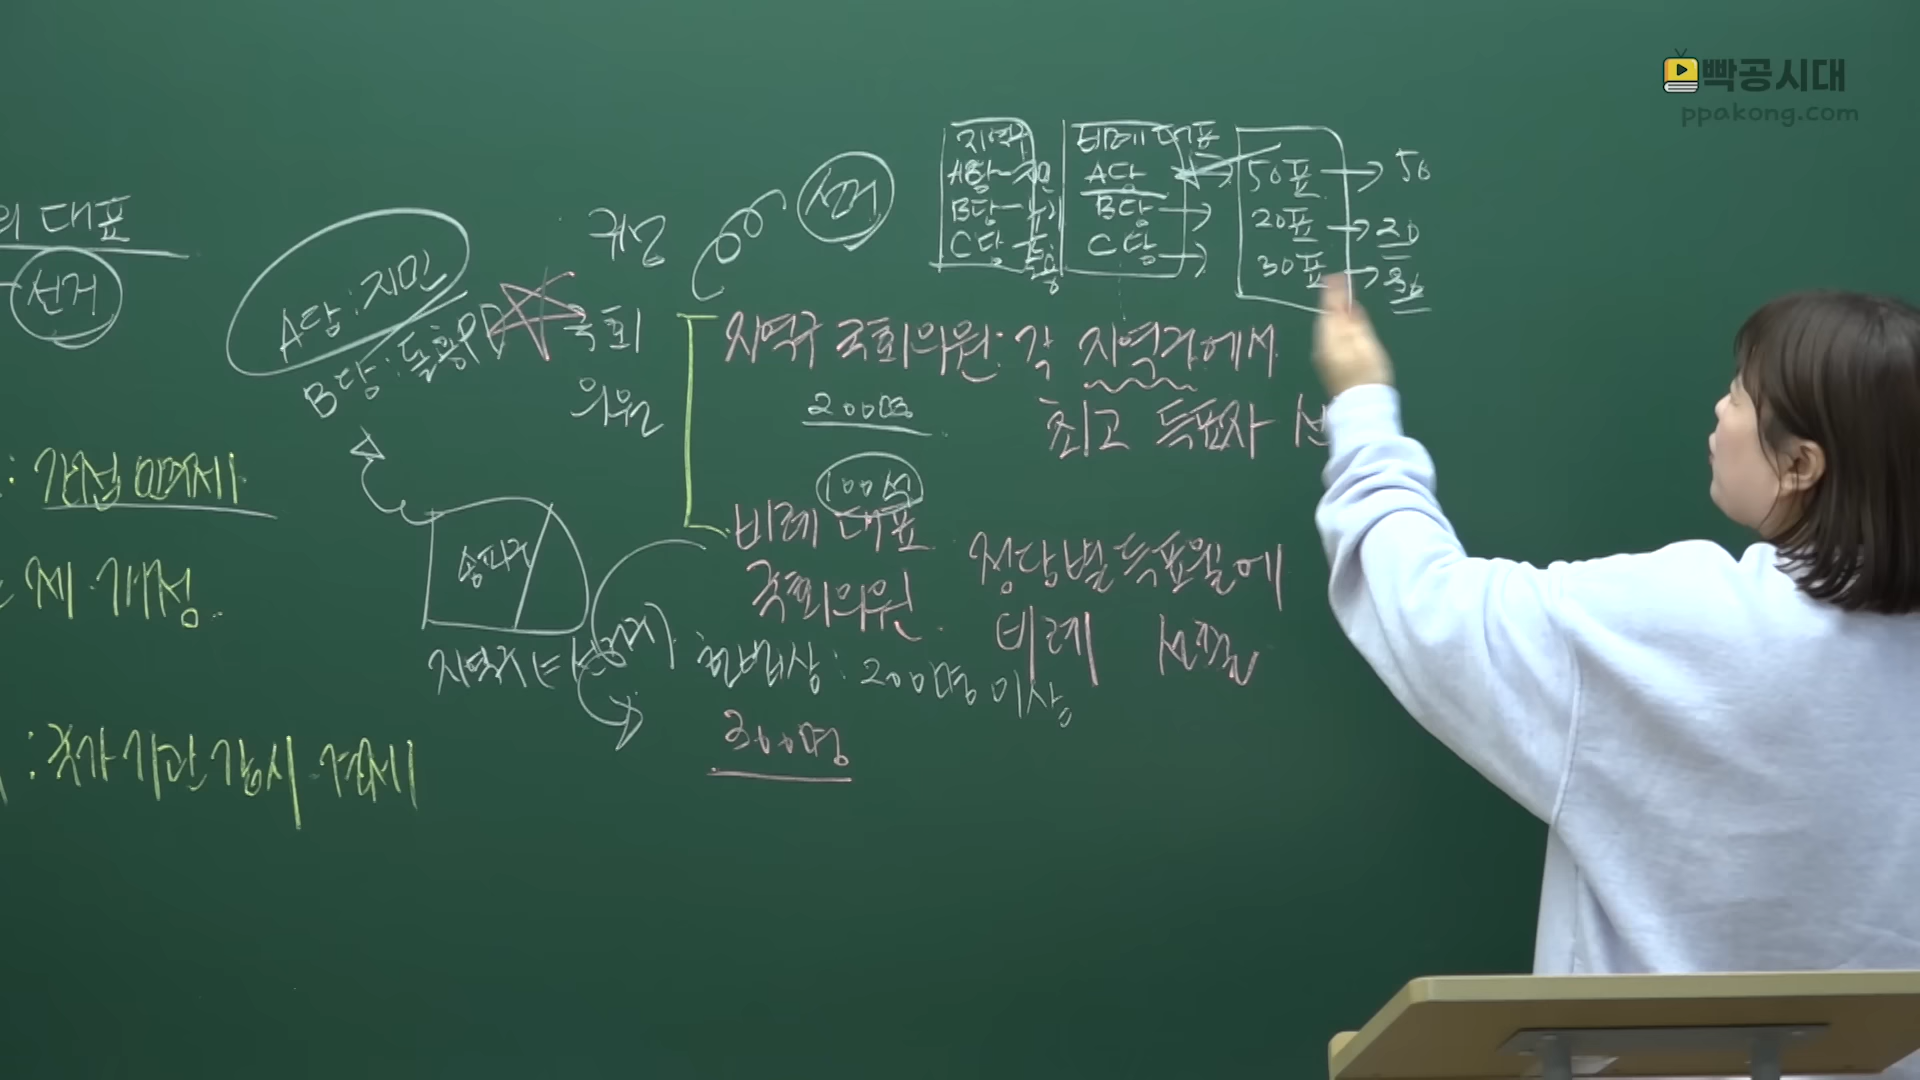 빡공시대
ppakong.com
의 대표
선거
A당: 지민
B당: 들흥
귀농
국회
의원
선거
지역
A당
B당
C당
비례대표
A당
B당
C당
50표 → 50
20표 → 20
30표 → 30
지역구 국회의원: 각 지역구에서
최고 득표자 선
200명
100석
비례 대표
국회의원
정당별 득표율에
비례 선출
헌법상: 200명 이상
300명
송파구
지역구
: 간접 민주제
제·개정
: 국가기관 감시·견제